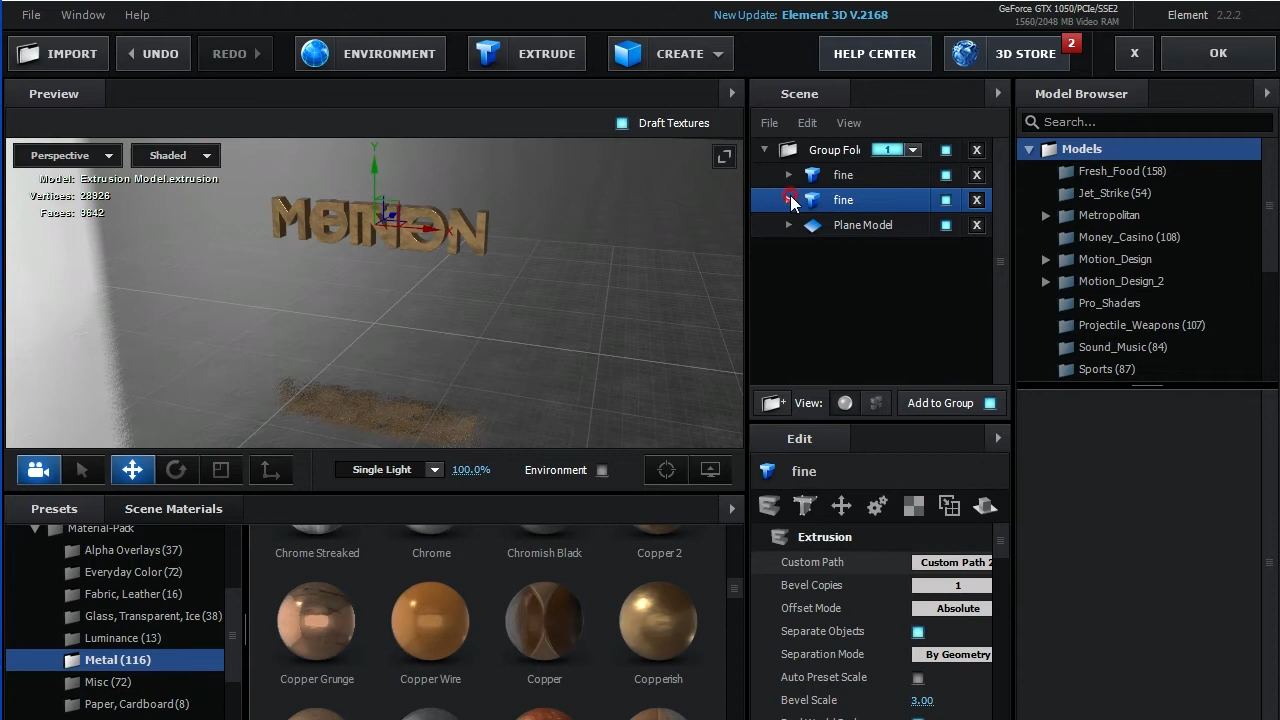 File Window Help
New Update: Element 3D V.2168
GeForce GTX 1050/PCIe/SSE2
1560/2048 MB Video RAM
Element 2.2.2
IMPORT
UNDO
REDO
ENVIRONMENT
EXTRUDE
CREATE
HELP CENTER
3D STORE
2
X
OK
Preview
Draft Textures
Perspective
Shaded
Model: Extrusion Model.extrusion
Vertices: 28826
Faces: 9642
Y
X
MOTION
Single Light
100.0%
Environment
Scene
File Edit View
Group Fol 1 X
fine X
fine X
Plane Model X
View:
Add to Group
Edit
fine
Extrusion
Custom Path Custom Path 2
Bevel Copies 1
Offset Mode Absolute
Separate Objects
Separation Mode By Geometry
Auto Preset Scale
Bevel Scale 3.00
Model Browser
Search...
Models
Fresh_Food (158)
Jet_Strike (54)
Metropolitan
Money_Casino (108)
Motion_Design
Motion_Design_2
Pro_Shaders
Projectile_Weapons (107)
Sound_Music (84)
Sports (87)
Presets
Scene Materials
Material-Pack
Alpha Overlays (37)
Everyday Color (72)
Fabric, Leather (16)
Glass, Transparent, Ice (38)
Luminance (13)
Metal (116)
Misc (72)
Paper, Cardboard (8)
Chrome Streaked
Chrome
Chromish Black
Copper 2
Copper Grunge
Copper Wire
Copper
Copperish